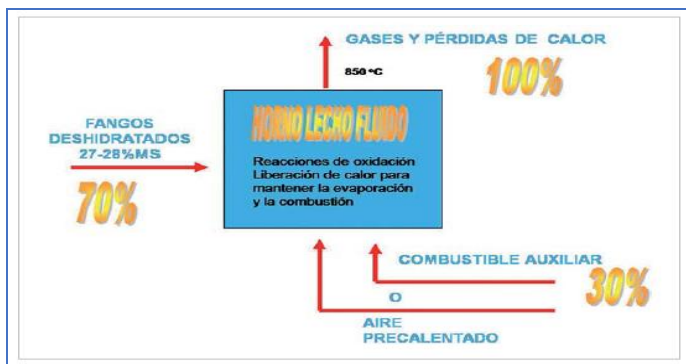 GASES Y PÉRDIDAS DE CALOR
850 ºC
100%
HORNO LECHO FLUIDO
FANGOS
DESHIDRATADOS
27-28%MS
70%
Reacciones de oxidación
Liberación de calor para
mantener la evaporación
y la combustión
COMBUSTIBLE AUXILIAR
30%
O
AIRE
PRECALENTADO